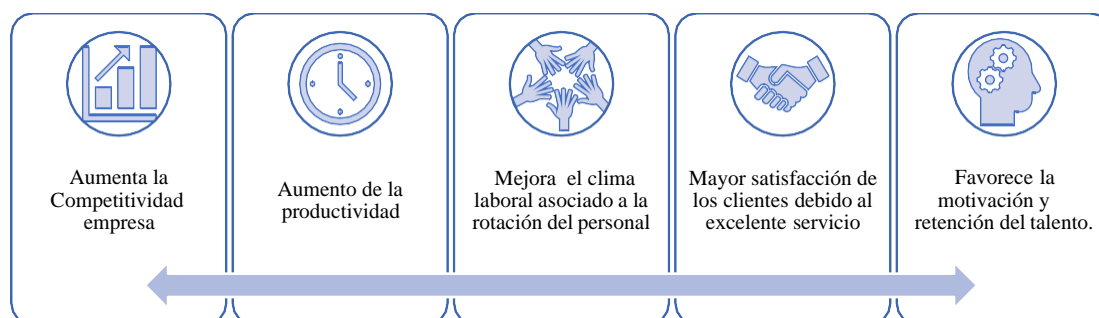 Aumenta la
Competitividad
empresa
Aumento de la
productividad
Mejora el clima
laboral asociado a la
rotación del personal
Mayor satisfacción de
los clientes debido al
excelente servicio
Favorece la
motivación y
retención del talento.